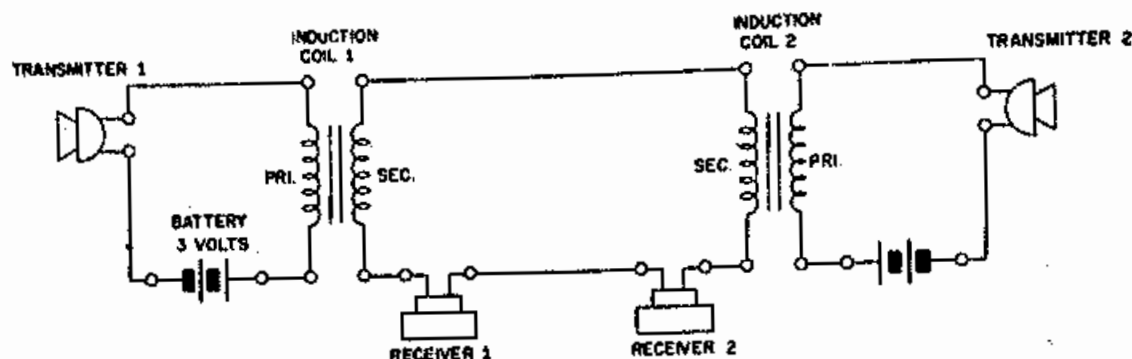 INDUCTION
COIL 1
INDUCTION
COIL 2
TRANSMITTER 1
TRANSMITTER 2
PRI.
SEC.
SEC.
PRI.
BATTERY
3 VOLTS
RECEIVER 1
RECEIVER 2